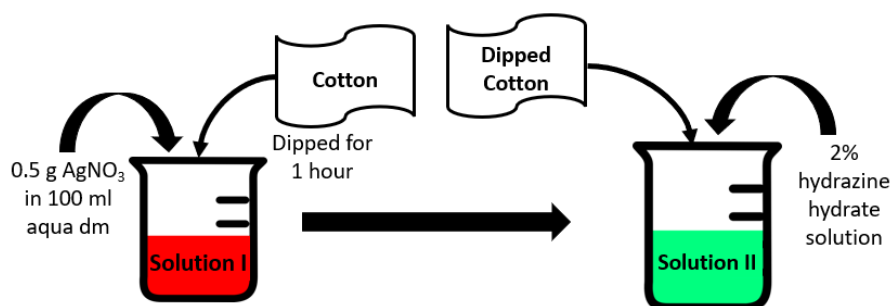 Cotton
Dipped
Cotton
Dipped for
1 hour
0.5 g AgNO₃
in 100 ml
aqua dm
2%
hydrazine
hydrate
solution
Solution I
Solution II